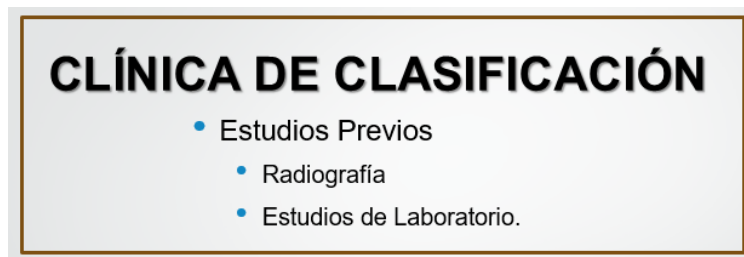 CLÍNICA DE CLASIFICACIÓN
• Estudios Previos
• Radiografía
• Estudios de Laboratorio.